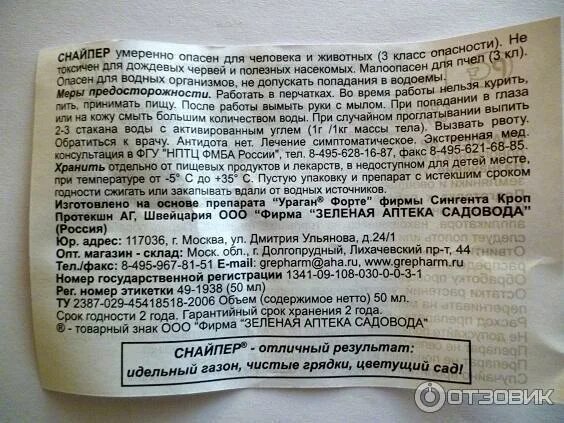 СНАЙПЕР умеренно опасен для человека и животных (3 класс опасности). Не
токсичен для дождевых червей и полезных насекомых. Малоопасен для пчел (3 кл).
Опасен для водных организмов, не допускать попадания в водоемы.
Меры предосторожности. Работать в перчатках. Во время работы нельзя курить,
пить, принимать пищу. После работы вымыть руки с мылом. При попадании в глаза
или на кожу смыть большим количеством воды. При случайном проглатывании выпить
2-3 стакана воды с активированным углем (1г /1кг массы тела). Вызвать рвоту.
Обратиться к врачу. Антидота нет. Лечение симптоматическое. Экстренная мед.
консультация в ФГУ "НПТЦ ФМБА России", тел. 8-495-628-16-87, факс 8-495-621-68-85.
Хранить отдельно от пищевых продуктов и лекарств, в недоступном для детей месте,
при температуре от -5° С до +35° С. Пустую упаковку и препарат с истекшим сроком
годности сжигать или закапывать вдали от водных источников.
Изготовлено на основе препарата "Ураган® Форте" фирмы Сингента Кроп
Протекшн АГ, Швейцария ООО "Фирма "ЗЕЛЕНАЯ АПТЕКА САДОВОДА"
(Россия)
Юр. адрес: 117036, г. Москва, ул. Дмитрия Ульянова, д.24/1
Опт. магазин - склад: Моск. обл., г. Долгопрудный, Лихачевский пр-т, 44
Тел./факс: 8-495-967-81-51 E-mail: grepharm@aha.ru, www.grepharm.ru
Номер государственной регистрации 1341-09-108-030-0-0-3-1
Рег. номер этикетки 49-1938 (50 мл)
ТУ 2387-029-45418518-2006 Объем (содержимое нетто) 50 мл.
Срок годности 2 года. Гарантийный срок хранения 2 года.
® - товарный знак ООО "Фирма "ЗЕЛЕНАЯ АПТЕКА САДОВОДА"
СНАЙПЕР® - отличный результат:
идельный газон, чистые грядки, цветущий сад!
ОТЗОВИК